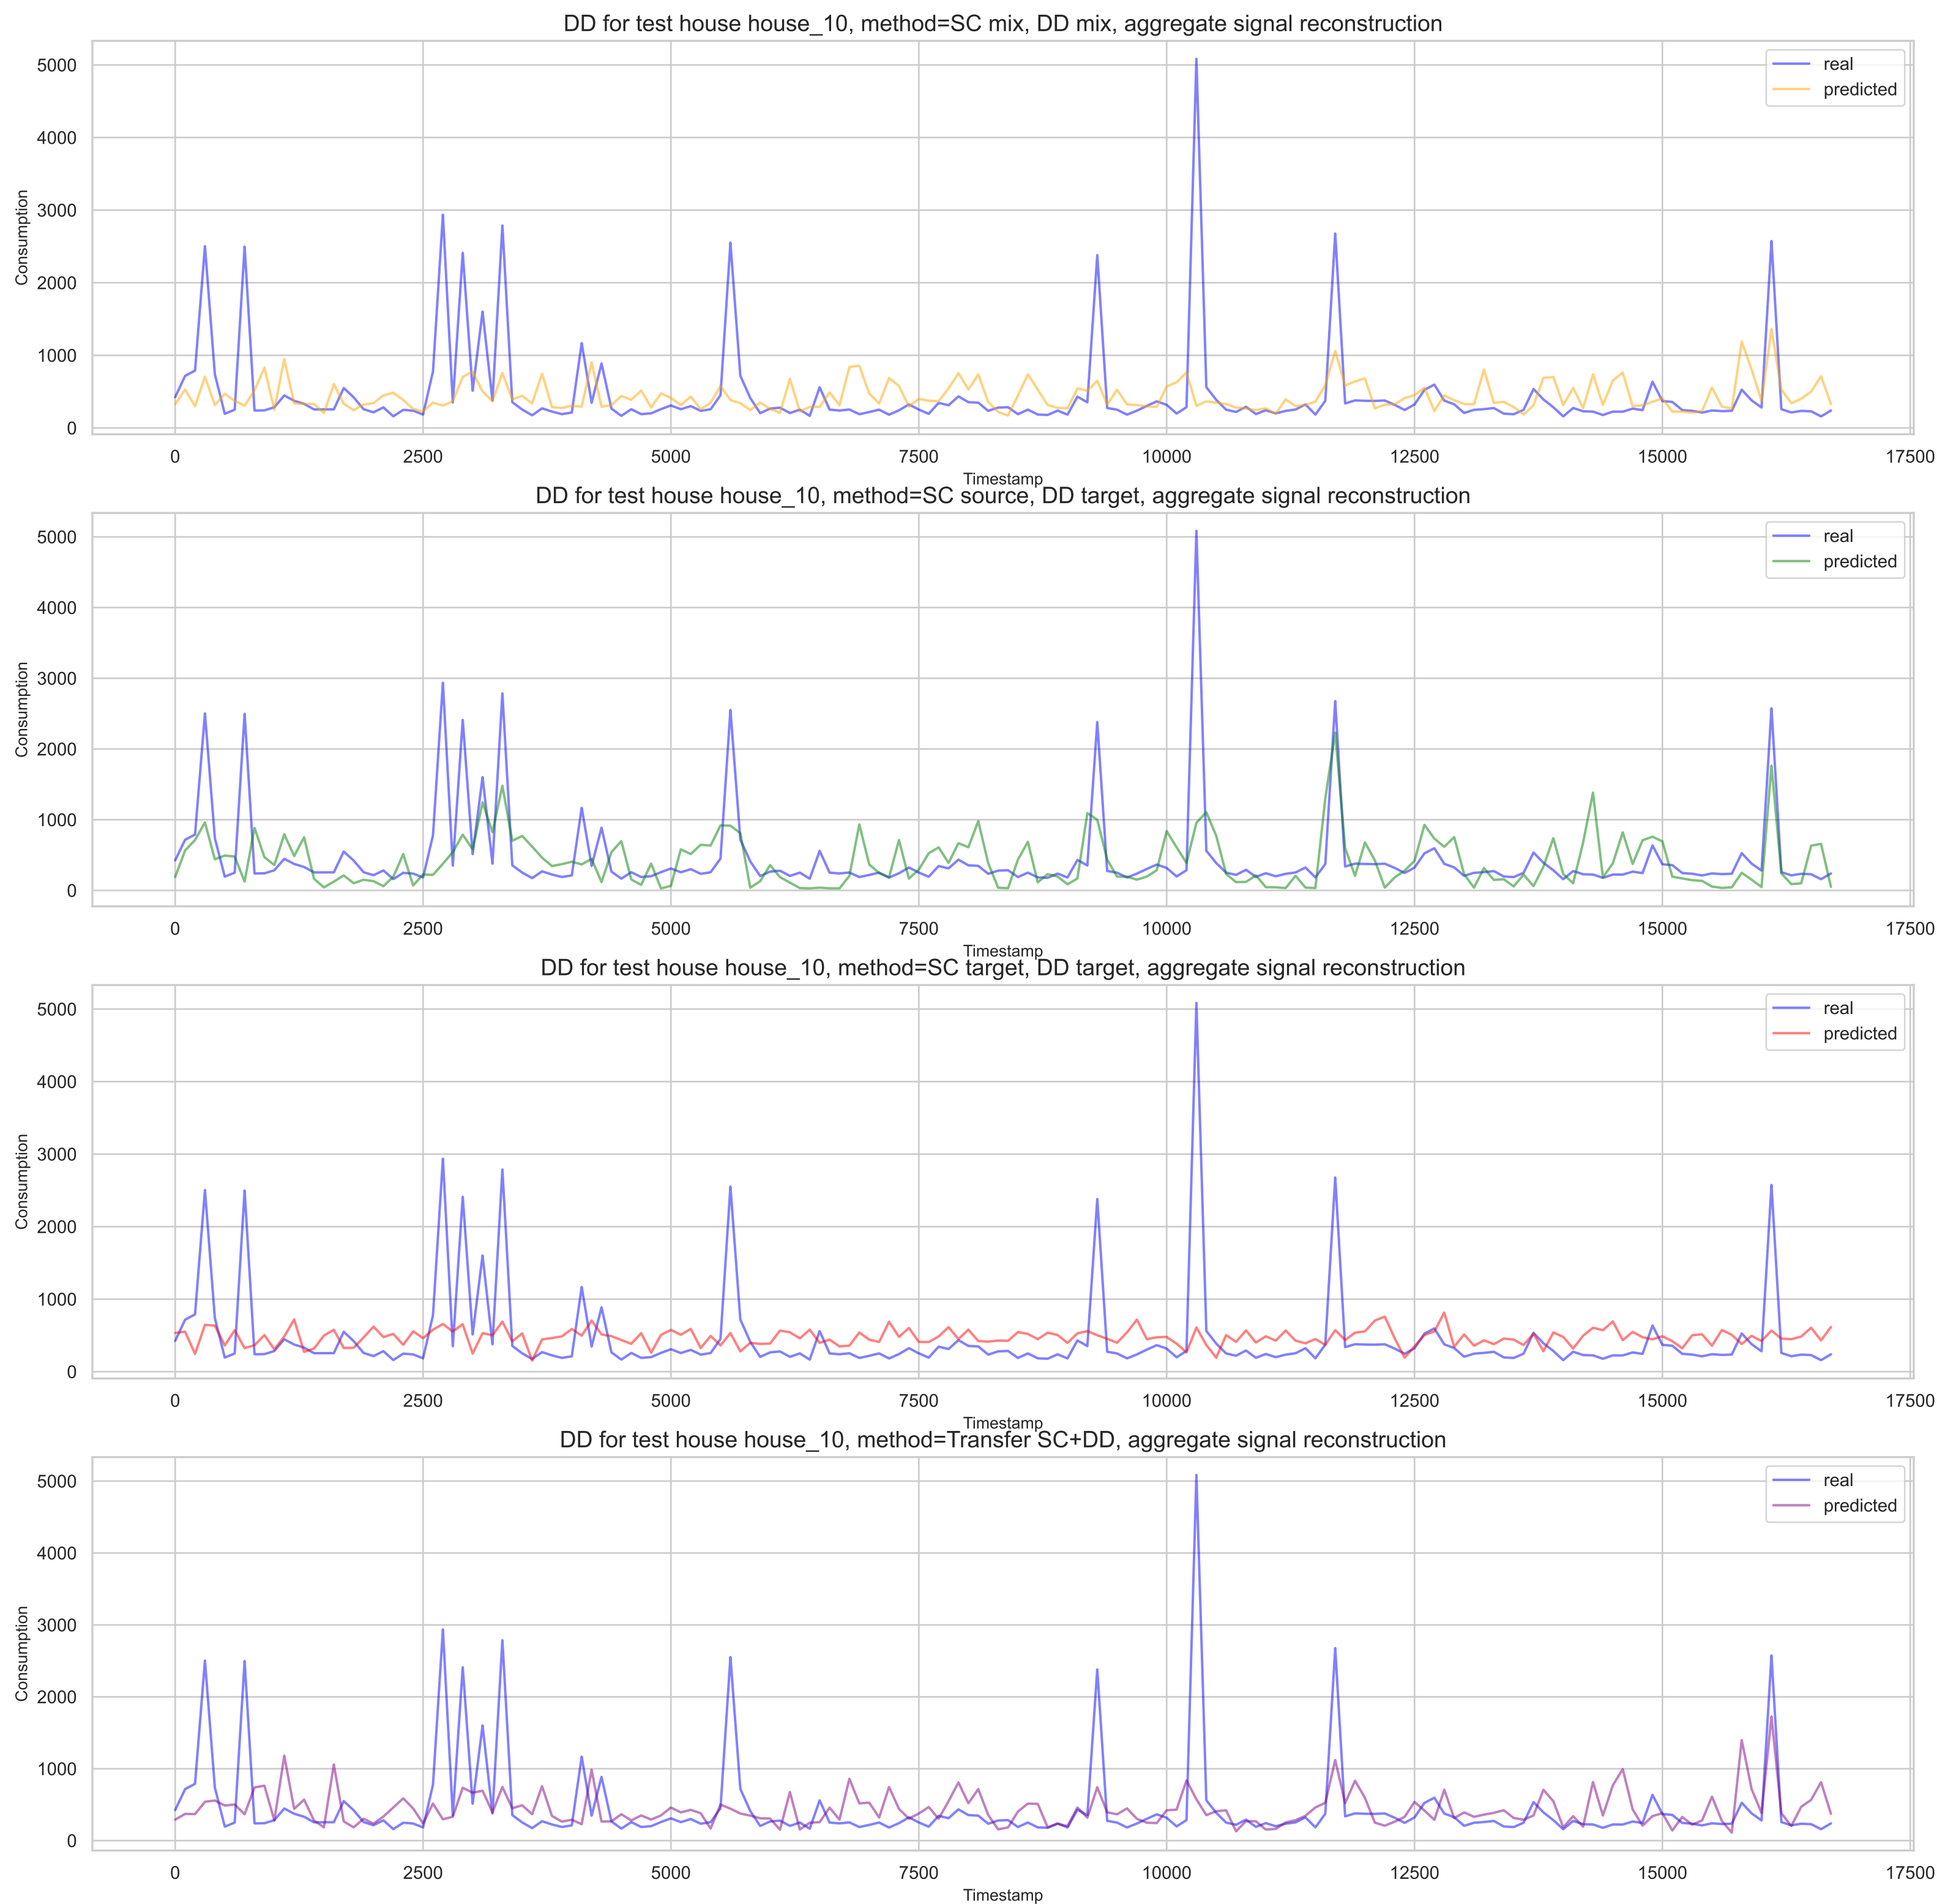 DD for test house house_10, method=SC mix, DD mix, aggregate signal reconstruction
real
predicted
Consumption
5000
4000
3000
2000
1000
0
0 2500 5000 7500 10000 12500 15000 17500
Timestamp
DD for test house house_10, method=SC source, DD target, aggregate signal reconstruction
real
predicted
Consumption
5000
4000
3000
2000
1000
0
0 2500 5000 7500 10000 12500 15000 17500
Timestamp
DD for test house house_10, method=SC target, DD target, aggregate signal reconstruction
real
predicted
Consumption
5000
4000
3000
2000
1000
0
0 2500 5000 7500 10000 12500 15000 17500
Timestamp
DD for test house house_10, method=Transfer SC+DD, aggregate signal reconstruction
real
predicted
Consumption
5000
4000
3000
2000
1000
0
0 2500 5000 7500 10000 12500 15000 17500
Timestamp